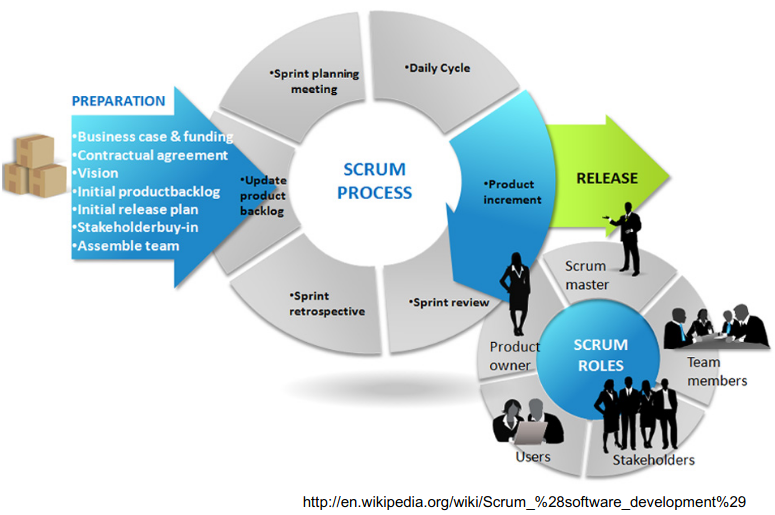 PREPARATION
•Business case & funding
•Contractual agreement
•Vision
•Initial productbacklog
•Initial release plan
•Stakeholderbuy-in
•Assemble team
•Sprint planning
meeting
•Daily Cycle
•Update
product
backlog
SCRUM
PROCESS
•Product
increment
RELEASE
•Sprint
retrospective
•Sprint review
Scrum
master
Product
owner
SCRUM
ROLES
Team
members
Users
Stakeholders
http://en.wikipedia.org/wiki/Scrum_%28software_development%29